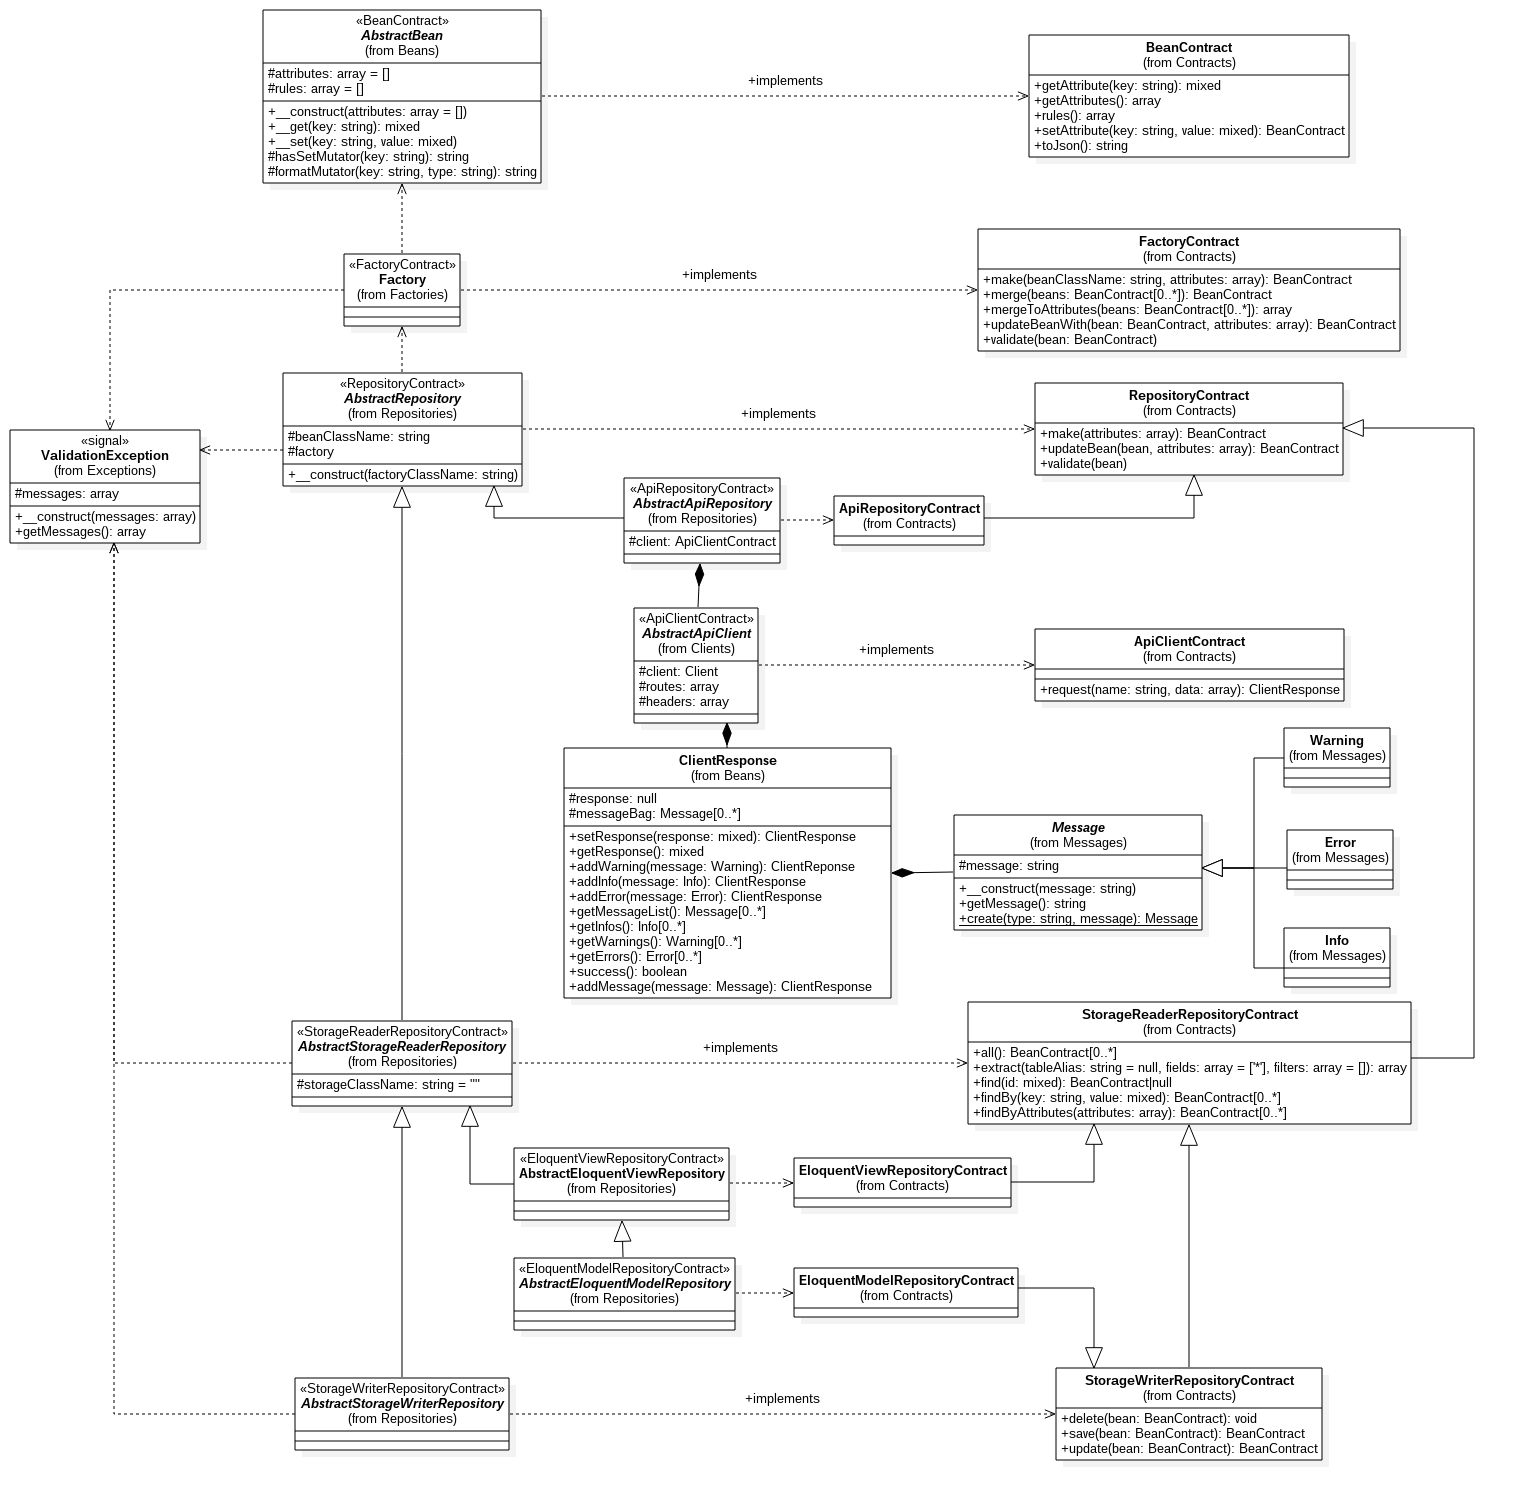 «BeanContract»
AbstractBean
(from Beans)
#attributes: array = []
#rules: array = []
+__construct(attributes: array = [])
+__get(key: string): mixed
+__set(key: string, value: mixed)
#hasSetMutator(key: string): string
#formatMutator(key: string, type: string): string
+implements
BeanContract
(from Contracts)
+getAttribute(key: string): mixed
+getAttributes(): array
+rules(): array
+setAttribute(key: string, value: mixed): BeanContract
+toJson(): string
«FactoryContract»
Factory
(from Factories)
+implements
FactoryContract
(from Contracts)
+make(beanClassName: string, attributes: array): BeanContract
+merge(beans: BeanContract[0..*]): BeanContract
+mergeToAttributes(beans: BeanContract[0..*]): array
+updateBeanWith(bean: BeanContract, attributes: array): BeanContract
+validate(bean: BeanContract)
«RepositoryContract»
AbstractRepository
(from Repositories)
#beanClassName: string
#factory
+__construct(factoryClassName: string)
+implements
RepositoryContract
(from Contracts)
+make(attributes: array): BeanContract
+updateBean(bean, attributes: array): BeanContract
+validate(bean)
«signal»
ValidationException
(from Exceptions)
#messages: array
+__construct(messages: array)
+getMessages(): array
«ApiRepositoryContract»
AbstractApiRepository
(from Repositories)
#client: ApiClientContract
ApiRepositoryContract
(from Contracts)
«ApiClientContract»
AbstractApiClient
(from Clients)
#client: Client
#routes: array
#headers: array
+implements
ApiClientContract
(from Contracts)
+request(name: string, data: array): ClientResponse
ClientResponse
(from Beans)
#response: null
#messageBag: Message[0..*]
+setResponse(response: mixed): ClientResponse
+getResponse(): mixed
+addWarning(message: Warning): ClientReponse
+addInfo(message: Info): ClientResponse
+addError(message: Error): ClientResponse
+getMessageList(): Message[0..*]
+getInfos(): Info[0..*]
+getWarnings(): Warning[0..*]
+getErrors(): Error[0..*]
+success(): boolean
+addMessage(message: Message): ClientResponse
Message
(from Messages)
#message: string
+__construct(message: string)
+getMessage(): string
+create(type: string, message): Message
Warning
(from Messages)
Error
(from Messages)
Info
(from Messages)
«StorageReaderRepositoryContract»
AbstractStorageReaderRepository
(from Repositories)
#storageClassName: string = ""
+implements
StorageReaderRepositoryContract
(from Contracts)
+all(): BeanContract[0..*]
+extract(tableAlias: string = null, fields: array = ['*'], filters: array = []): array
+find(id: mixed): BeanContract|null
+findBy(key: string, value: mixed): BeanContract[0..*]
+findByAttributes(attributes: array): BeanContract[0..*]
«EloquentViewRepositoryContract»
AbstractEloquentViewRepository
(from Repositories)
EloquentViewRepositoryContract
(from Contracts)
«EloquentModelRepositoryContract»
AbstractEloquentModelRepository
(from Repositories)
EloquentModelRepositoryContract
(from Contracts)
«StorageWriterRepositoryContract»
AbstractStorageWriterRepository
(from Repositories)
+implements
StorageWriterRepositoryContract
(from Contracts)
+delete(bean: BeanContract): void
+save(bean: BeanContract): BeanContract
+update(bean: BeanContract): BeanContract